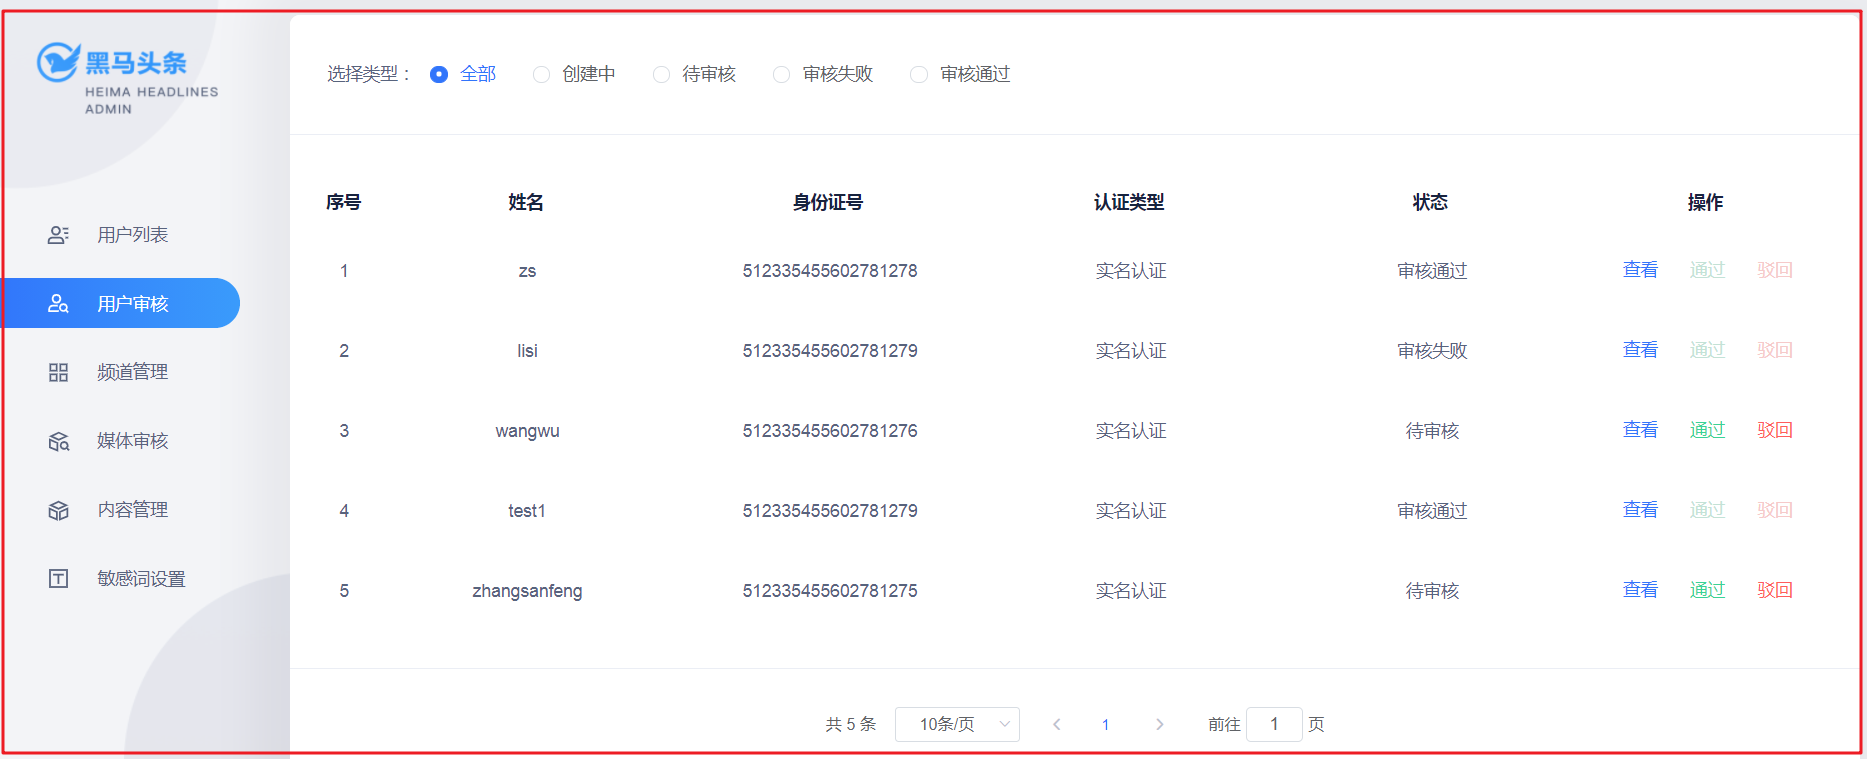 黑马头条
HEIMA HEADLINES
ADMIN
用户列表
用户审核
频道管理
媒体审核
内容管理
敏感词设置
选择类型： 全部 创建中 待审核 审核失败 审核通过
序号 姓名 身份证号 认证类型 状态 操作
1 zs 512335455602781278 实名认证 审核通过 查看 通过 驳回
2 lisi 512335455602781279 实名认证 审核失败 查看 通过 驳回
3 wangwu 512335455602781276 实名认证 待审核 查看 通过 驳回
4 test1 512335455602781279 实名认证 审核通过 查看 通过 驳回
5 zhangsanfeng 512335455602781275 实名认证 待审核 查看 通过 驳回
共 5 条 10条/页 1 前往 1 页